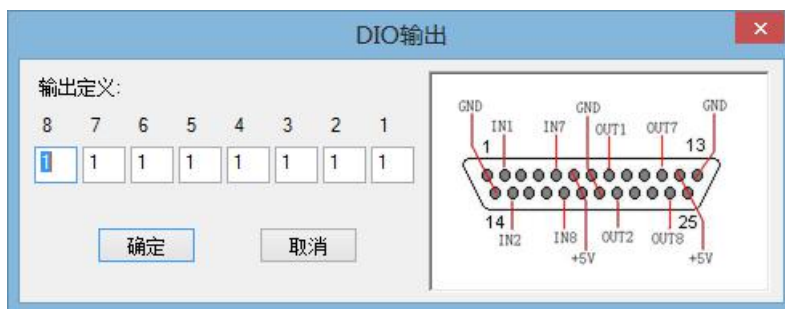 DIO输出
输出定义:
8 7 6 5 4 3 2 1
1 1 1 1 1 1 1 1
确定 取消
GND GND GND
IN1 IN7 OUT1 OUT7
1 13
14 25
IN2 IN8 OUT2 OUT8
+5V +5V